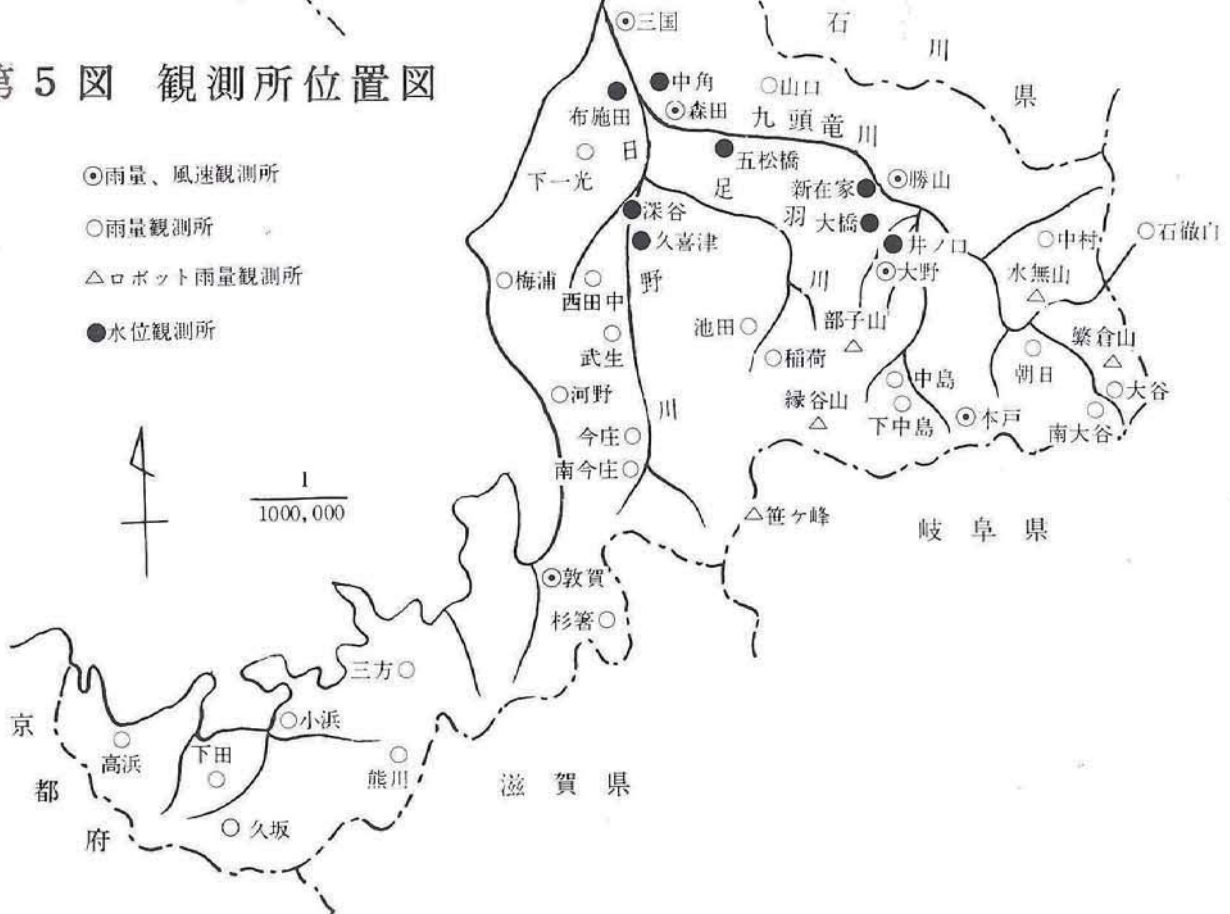 第5図 観測所位置図
◉雨量、風速観測所
○雨量観測所
△ロボット雨量観測所
●水位観測所
1
1000,000
三国
石川県
中角
山口
布施田
森田
九頭竜川
五松橋
下一光
日野川
足羽川
新在家
勝山
深谷
大橋
久喜津
井ノ口
中村
石徹白
大野
水無山
梅浦
西田中
池田
部子山
武生
稲荷
朝日
繁倉山
中島
大谷
河野
縁谷山
下中島
本戸
南大谷
今庄
南今庄
笹ヶ峰
岐阜県
敦賀
杉箸
三方
京都府
小浜
高浜
下田
熊川
滋賀県
久坂